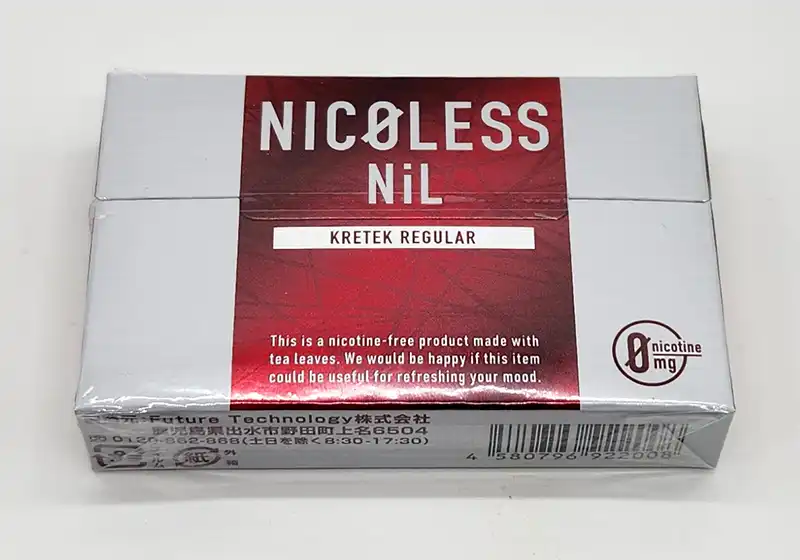 NICOLESS
NiL
KRETEK REGULAR
This is a nicotine-free product made with
tea leaves. We would be happy if this item
could be useful for refreshing your mood.
0 nicotine
mg
元:Future Technology株式会社
鹿児島県出水市野田町上名6504
0120-862-868(土日を除く8:30-17:30)
紙
外箱
4 580796 922008